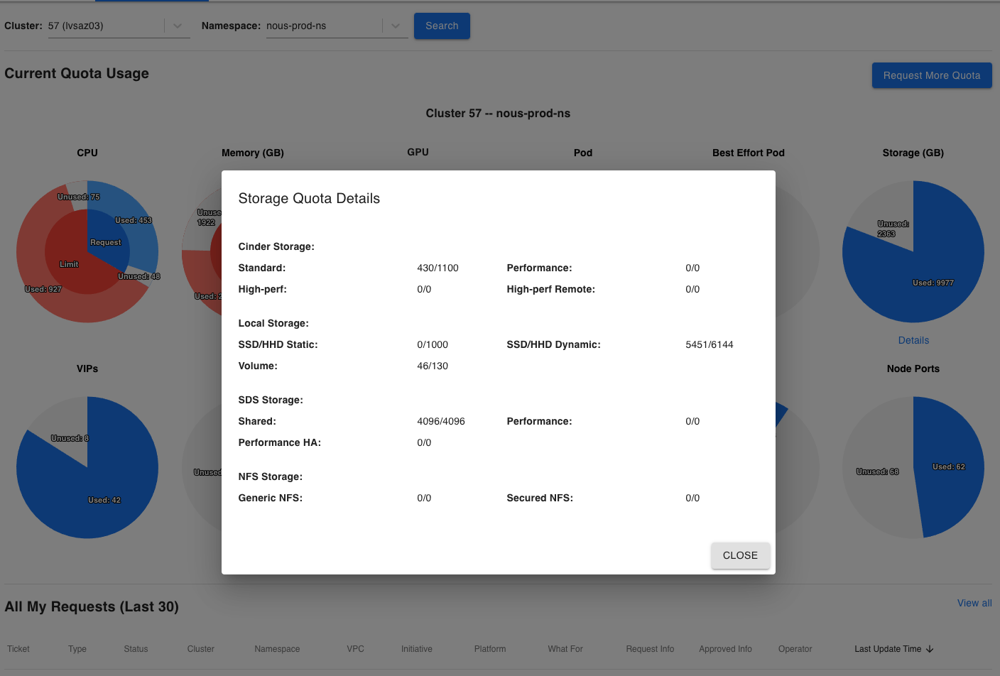 Cluster: 57 (lvsaz03) Namespace: nous-prod-ns Search
Current Quota Usage
Request More Quota
Cluster 57 -- nous-prod-ns
CPU Memory (GB) GPU Pod Best Effort Pod Storage (GB)
Unused: 75
Used: 453
Request
Limit
Unused: 48
Used: 927
1922
Unused:
2363
Used: 9977
Details
Storage Quota Details
Cinder Storage:
Standard: 430/1100 Performance: 0/0
High-perf: 0/0 High-perf Remote: 0/0
Local Storage:
SSD/HHD Static: 0/1000 SSD/HHD Dynamic: 5451/6144
Volume: 46/130
SDS Storage:
Shared: 4096/4096 Performance: 0/0
Performance HA: 0/0
NFS Storage:
Generic NFS: 0/0 Secured NFS: 0/0
CLOSE
VIPs
Unused: 8
Used: 42
Unused
Node Ports
Unused: 68
Used: 62
All My Requests (Last 30)
View all
Ticket Type Status Cluster Namespace VPC Initiative Platform What For Request Info Approved Info Operator Last Update Time